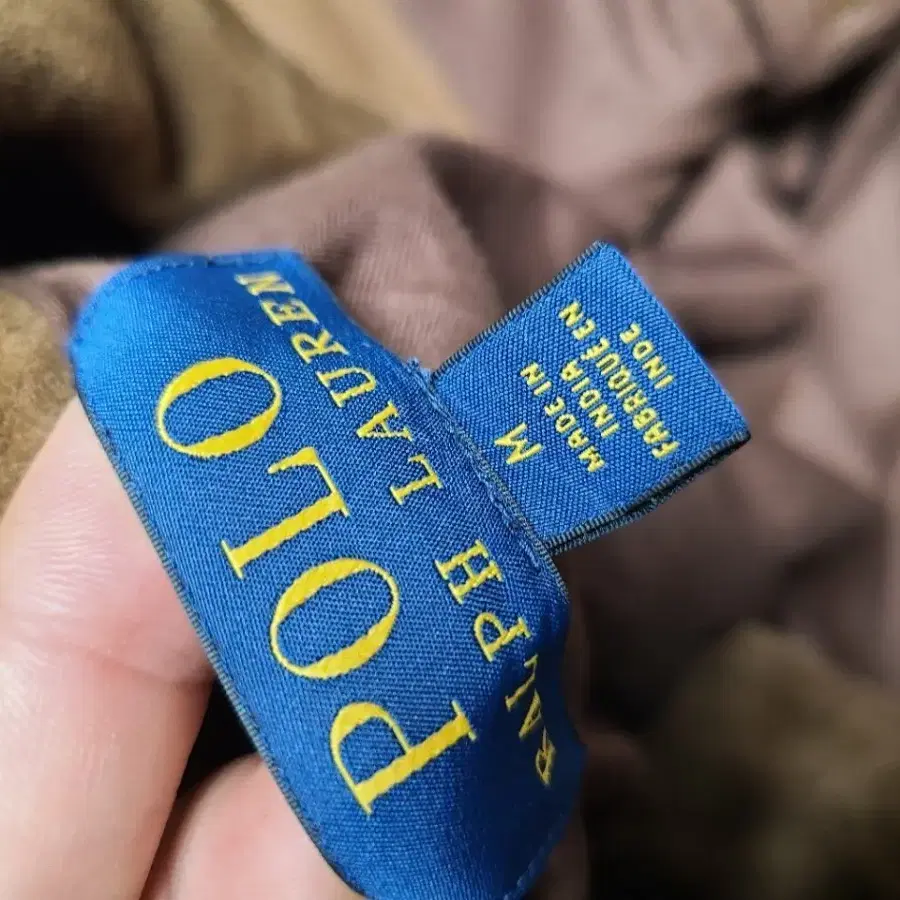 POLO
RALPH LAUREN
M
MADE IN
INDIA
FABRIQUÉ EN
INDE